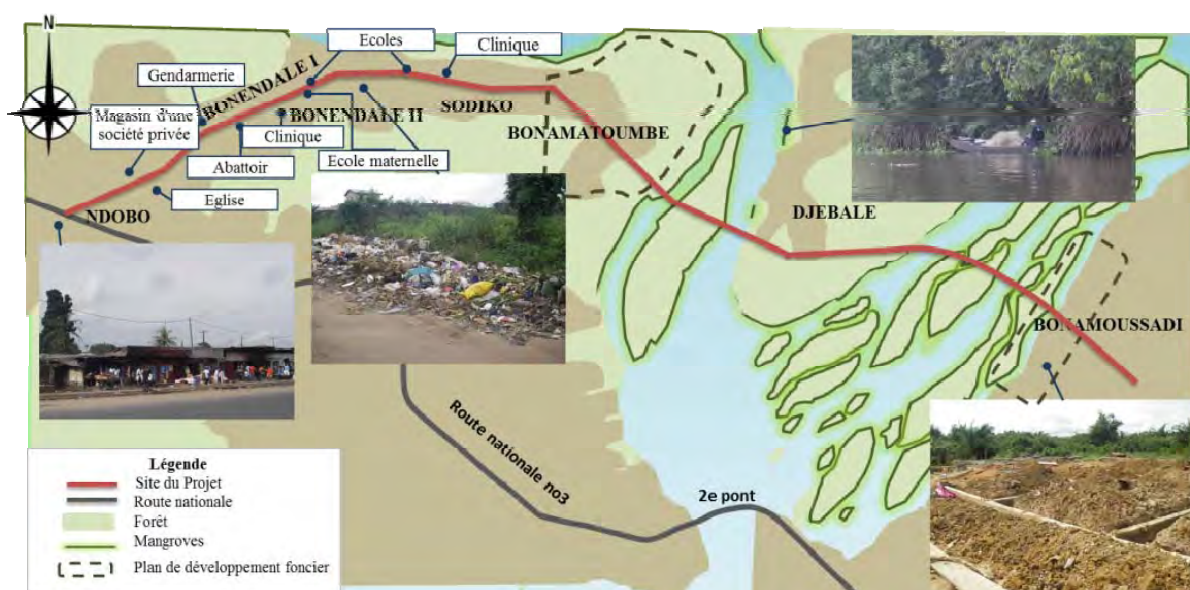 N
Ecoles
Clinique
Gendarmerie
BONENDALE I
Magasin d'une
société privée
BONENDALE II
SODIKO
Clinique
BONAMATOUMBE
Abattoir
Ecole maternelle
Eglise
NDOBO
DJEBALE
BONAMOUSSADI
Route nationale no3
2e pont
Légende
Site du Projet
Route nationale
Forêt
Mangroves
Plan de développement foncier